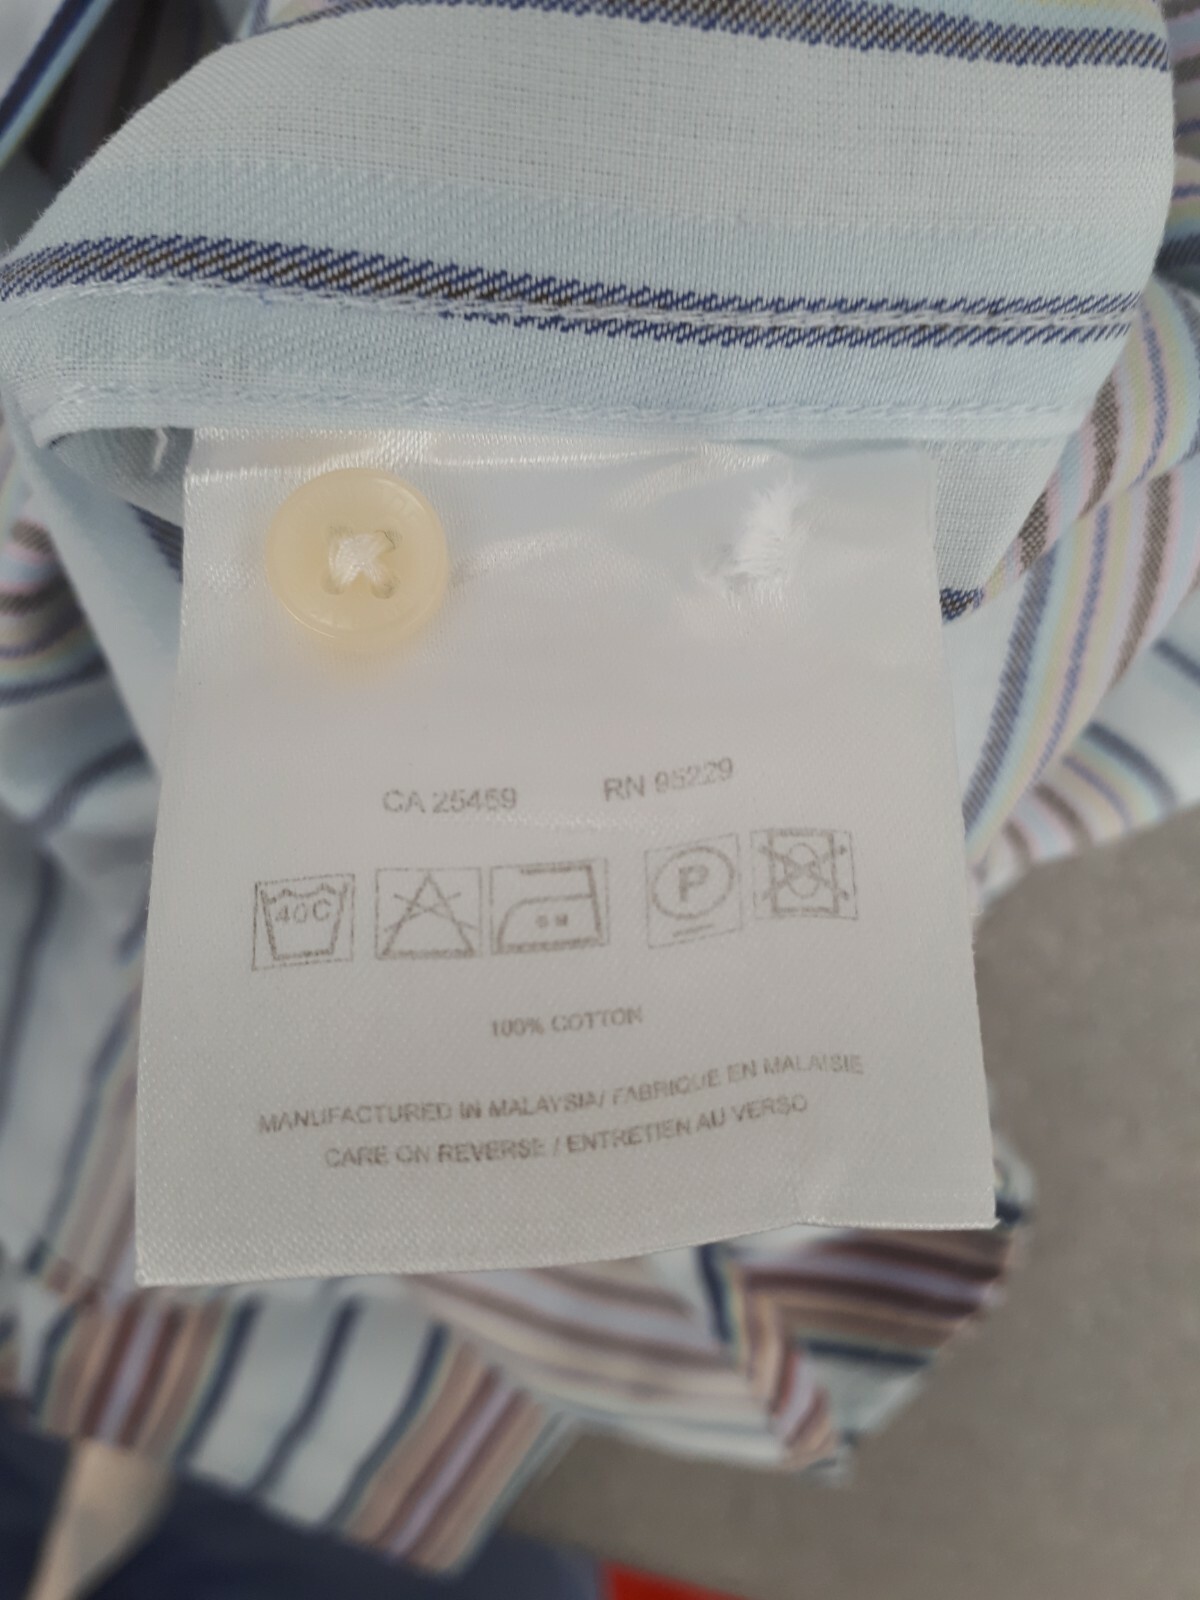 CA 25459 RN 95229
40C P
100% COTTON
MANUFACTURED IN MALAYSIA/ FABRIQUE EN MALAISIE
CARE ON REVERSE / ENTRETIEN AU VERSO